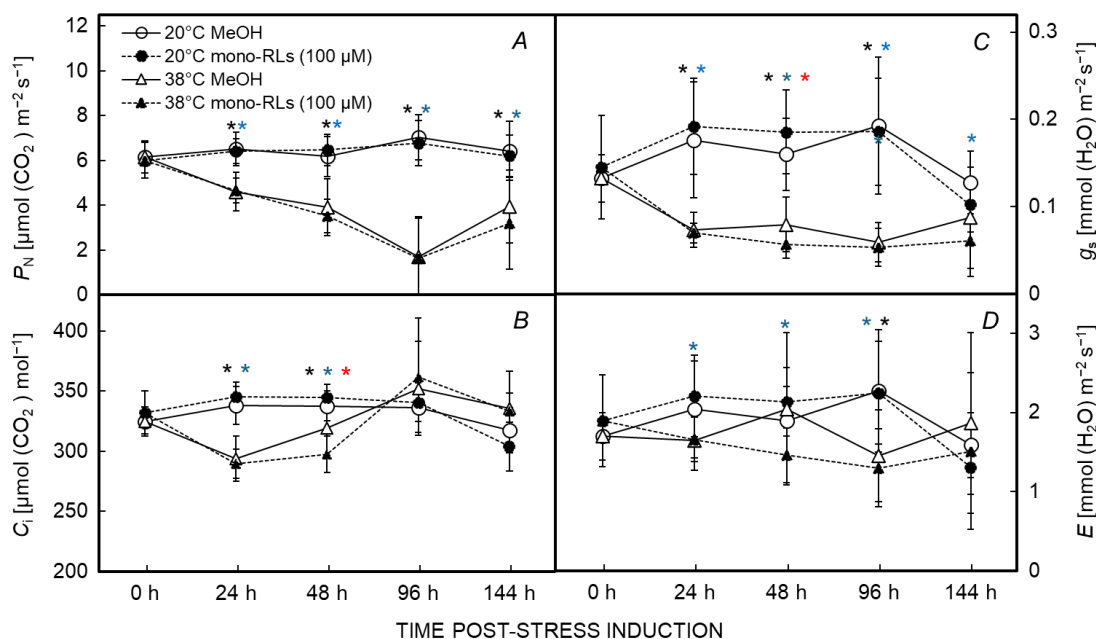 12
10
8
6
4
2
0
P_N [µmol (CO₂) m⁻² s⁻¹]
20°C MeOH
20°C mono-RLs (100 µM)
38°C MeOH
38°C mono-RLs (100 µM)
A
* *
* *
* *
* *
C
* *
* * *
* *
*
*
0.3
0.2
0.1
0
g_s [mmol (H₂O) m⁻² s⁻¹]
400
350
300
250
200
C_i [µmol (CO₂) mol⁻¹]
B
* *
* * *
D
*
*
* *
3
2
1
0
E [mmol (H₂O) m⁻² s⁻¹]
0 h 24 h 48 h 96 h 144 h
0 h 24 h 48 h 96 h 144 h
TIME POST-STRESS INDUCTION